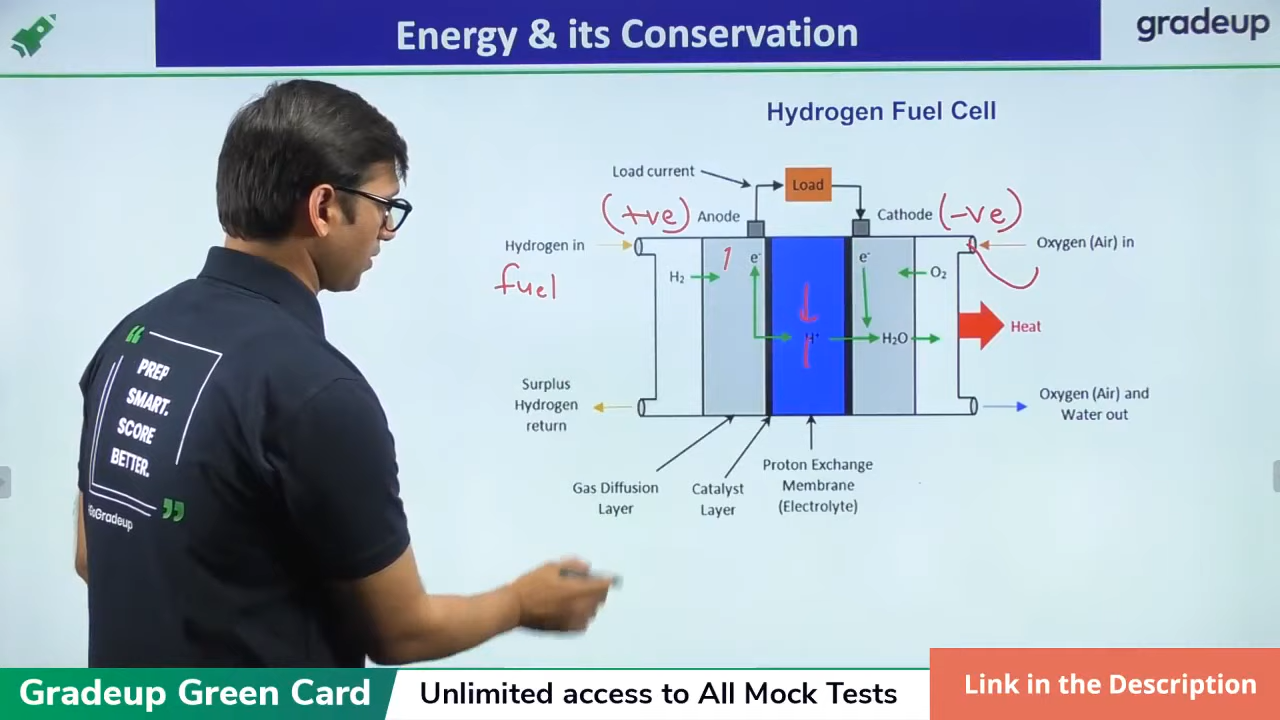 Energy & its Conservation
gradeup
Hydrogen Fuel Cell
Load current
Load
(+ve) Anode
Cathode (-ve)
Hydrogen in
Oxygen (Air) in
fuel
1
e-
e-
H₂
O₂
H+
H₂O
Heat
Surplus
Hydrogen
return
Oxygen (Air) and
Water out
Gas Diffusion
Layer
Catalyst
Layer
Proton Exchange
Membrane
(Electrolyte)
“
PREP
SMART.
SCORE
BETTER.
”
Gradeup Green Card
Unlimited access to All Mock Tests
Link in the Description